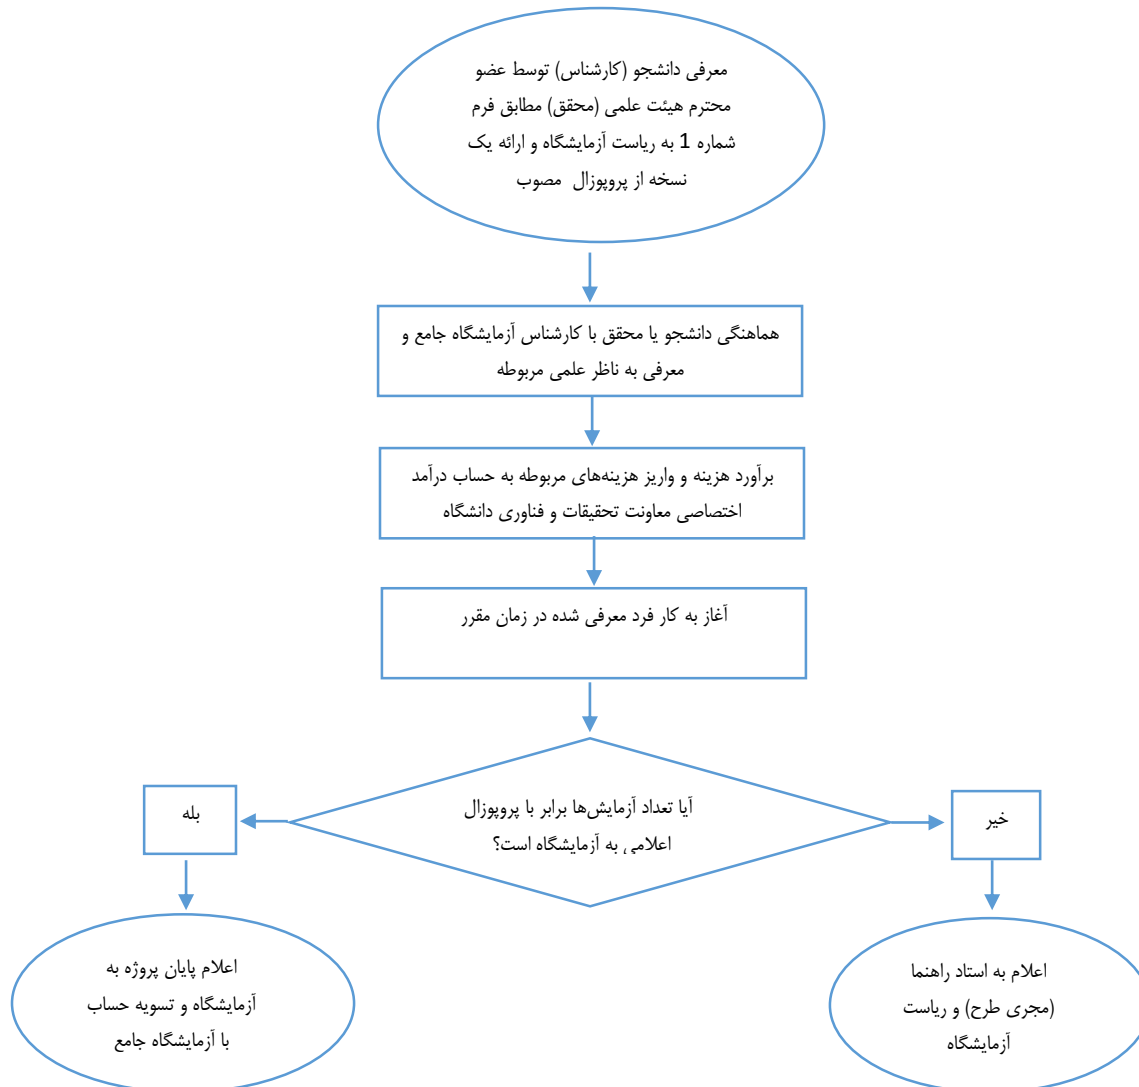 معرفی دانشجو (کارشناس) توسط عضو
محترم هیئت علمی (محقق) مطابق فرم
شماره 1 به ریاست آزمایشگاه و ارائه یک
نسخه از پروپوزال مصوب
هماهنگی دانشجو یا محقق با کارشناس آزمایشگاه جامع و
معرفی به ناظر علمی مربوطه
برآورد هزینه و واریز هزینه‌های مربوطه به حساب درآمد
اختصاصی معاونت تحقیقات و فناوری دانشگاه
آغاز به کار فرد معرفی شده در زمان مقرر
آیا تعداد آزمایش‌ها برابر با پروپوزال
اعلامی به آزمایشگاه است؟
خیر
بله
اعلام به استاد راهنما
(مجری طرح) و ریاست
آزمایشگاه
اعلام پایان پروژه به
آزمایشگاه و تسویه حساب
با آزمایشگاه جامع